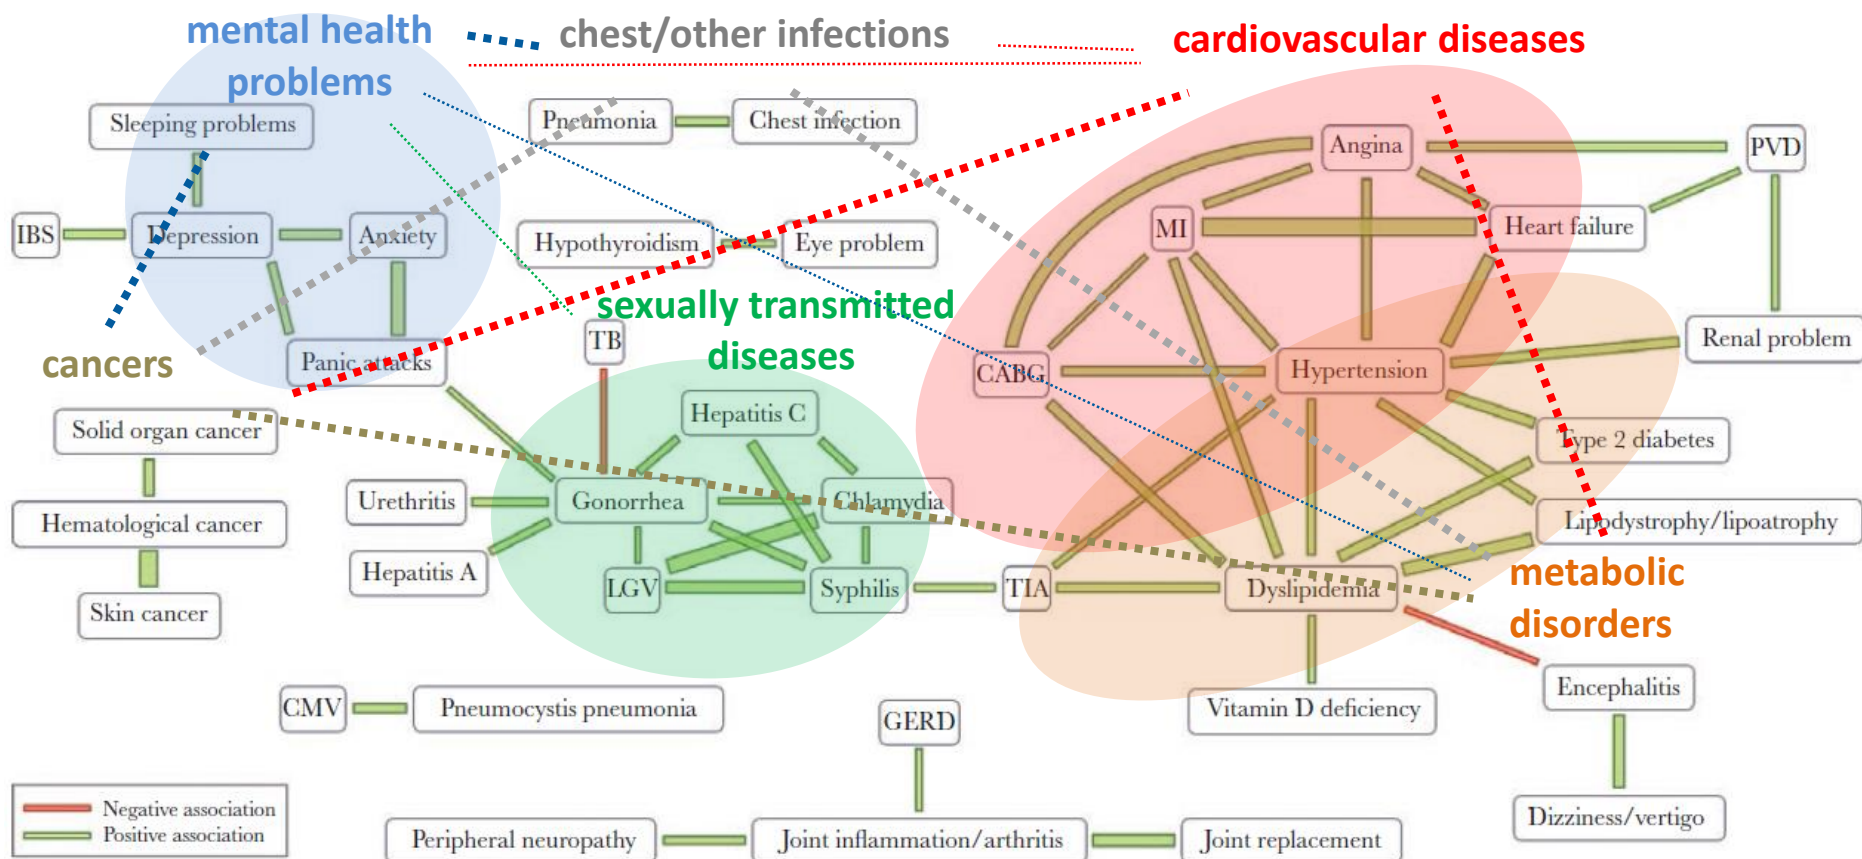 mental health
problems
chest/other infections
cardiovascular diseases
Sleeping problems
Pneumonia
Chest infection
Angina
PVD
IBS
Depression
Anxiety
Hypothyroidism
Eye problem
MI
Heart failure
sexually transmitted
diseases
TB
cancers
Panic attacks
CABG
Hypertension
Renal problem
Solid organ cancer
Hepatitis C
Type 2 diabetes
Urethritis
Gonorrhea
Chlamydia
Hematological cancer
Lipodystrophy/lipoatrophy
Hepatitis A
LGV
Syphilis
TIA
Dyslipidemia
metabolic
disorders
Skin cancer
CMV
Pneumocystis pneumonia
GERD
Vitamin D deficiency
Encephalitis
Negative association
Positive association
Peripheral neuropathy
Joint inflammation/arthritis
Joint replacement
Dizziness/vertigo